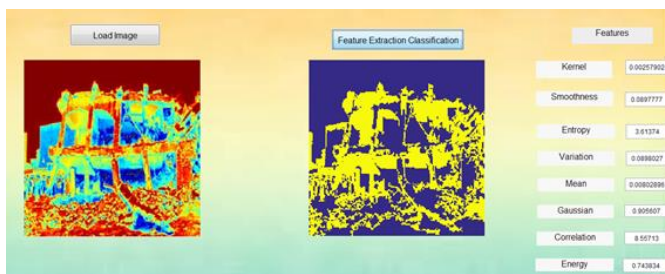 Load Image
Feature Extraction Classification
Features
Kernel 0.00257902
Smoothness 0.0897777
Entropy 3.61374
Variation 0.0898027
Mean 0.00802886
Gaussian 0.905607
Correlation 8.55713
Energy 0.743834